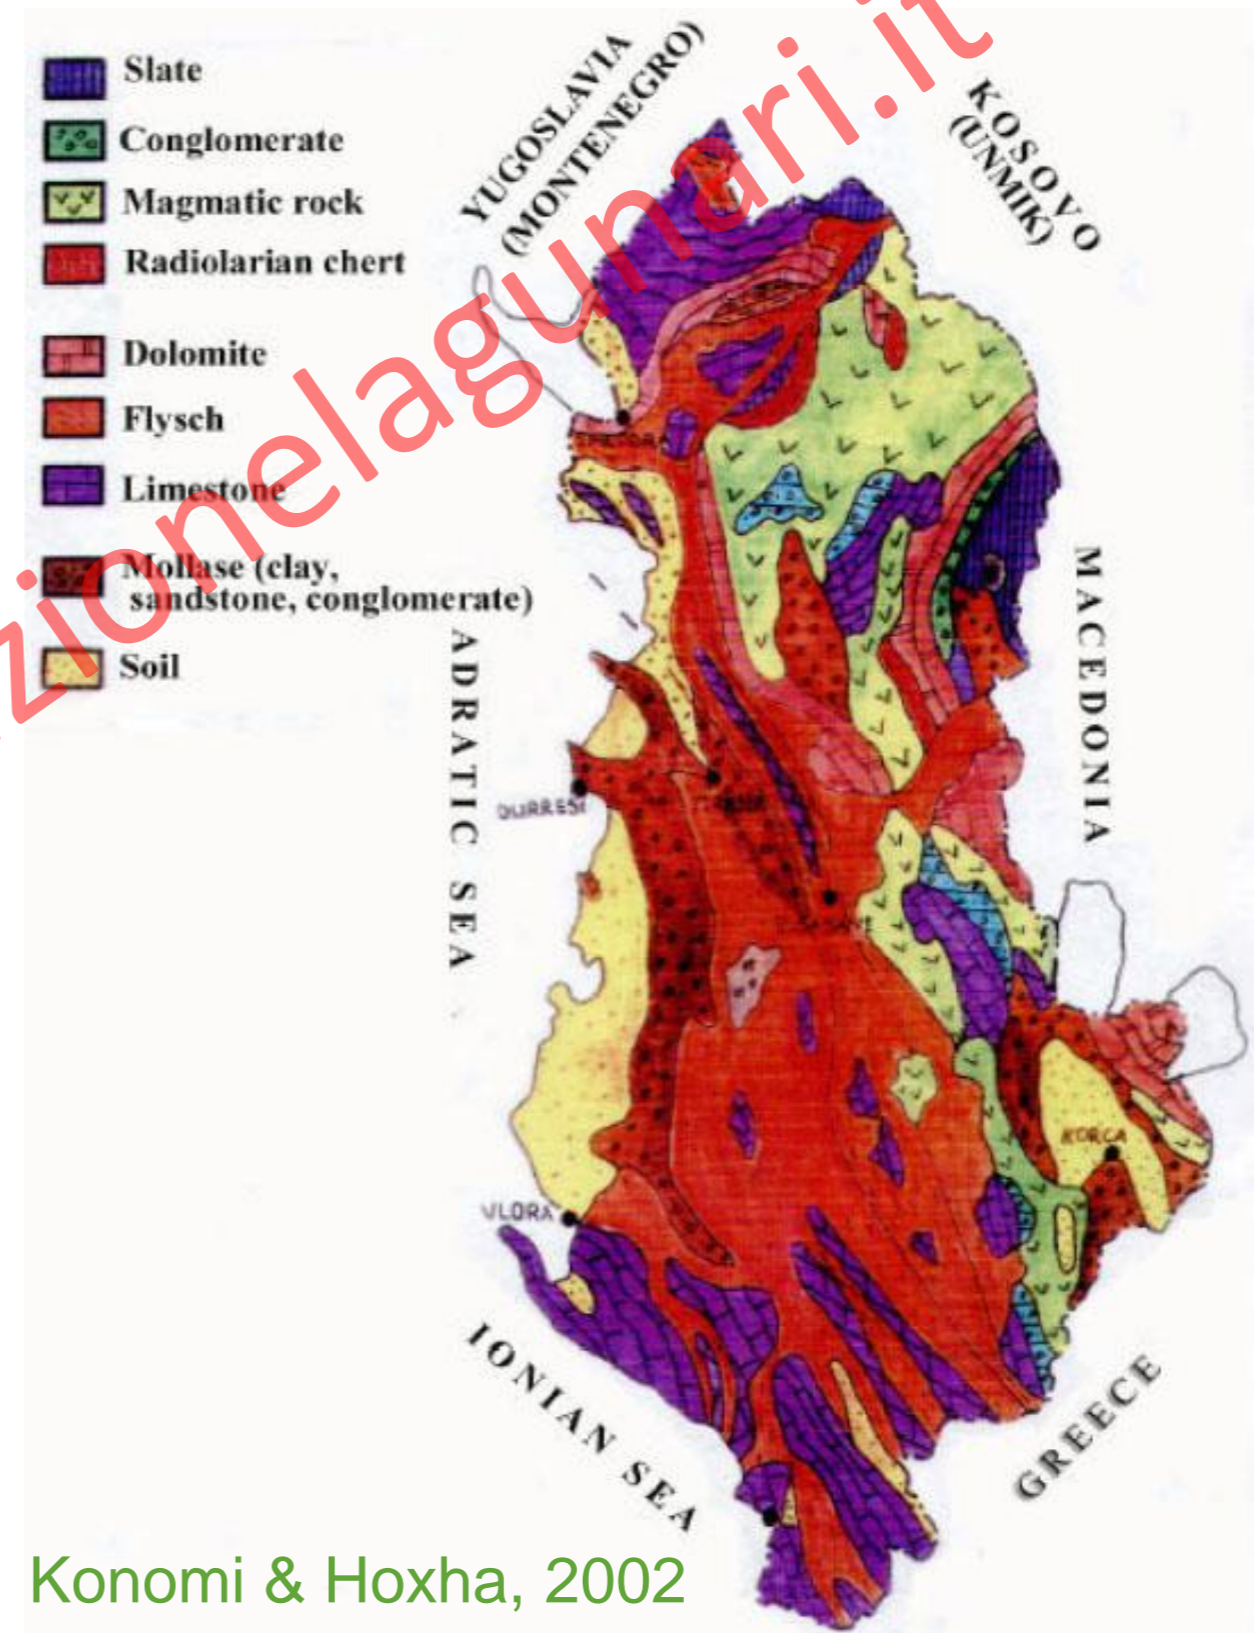 Slate
Conglomerate
Magmatic rock
Radiolarian chert
Dolomite
Flysch
Limestone
Mollase (clay,
sandstone, conglomerate)
Soil
YUGOSLAVIA
(MONTENEGRO)
KOSOVO
(UNMIK)
MACEDONIA
ADRATIC SEA
DURRESI
KORCA
VLORA
IONIAN SEA
GREECE
zionelagunari.it
Konomi & Hoxha, 2002